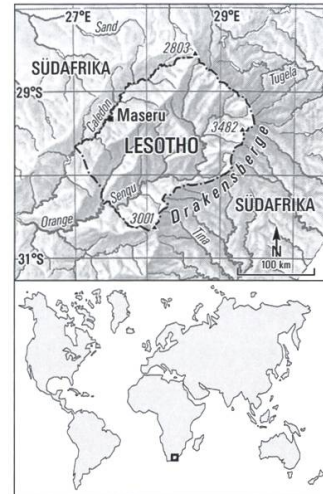 27°E
29°E
Sand
2803
SÜDAFRIKA
Tugela
29°S
Caledon
Maseru
3482
LESOTHO
Drakensberge
Senqu
SÜDAFRIKA
Orange
3001
Tina
N
31°S
100 km